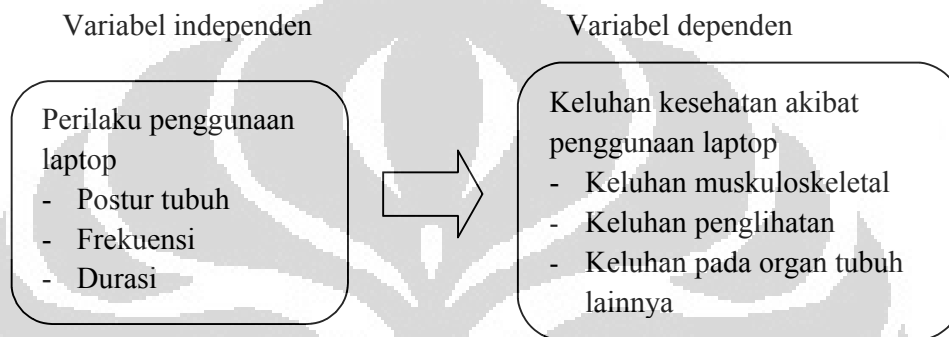 Variabel independen
Variabel dependen
Perilaku penggunaan
laptop
- Postur tubuh
- Frekuensi
- Durasi
Keluhan kesehatan akibat
penggunaan laptop
- Keluhan muskuloskeletal
- Keluhan penglihatan
- Keluhan pada organ tubuh
lainnya